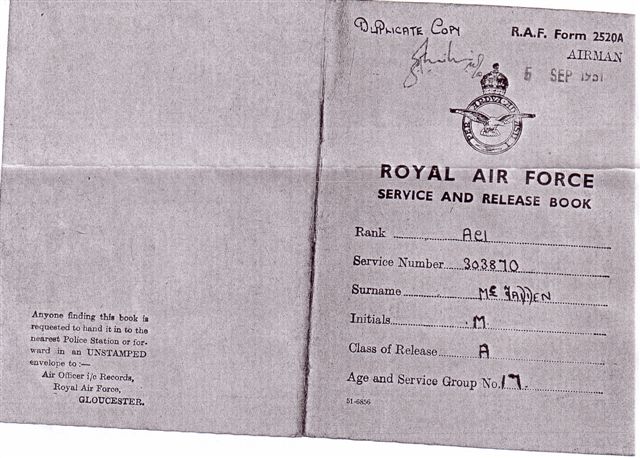 Anyone finding this book is
requested to hand it in to the
nearest Police Station or for-
ward in an UNSTAMPED
envelope to :—
Air Officer i/c Records,
Royal Air Force,
GLOUCESTER.
DUPLICATE COPY
R.A.F. Form 2520A
AIRMAN
5 SEP 1951
ROYAL AIR FORCE
SERVICE AND RELEASE BOOK
Rank AC1
Service Number 303870
Surname Mc FADDEN
Initials M
Class of Release A
Age and Service Group No. 17.
51-6856